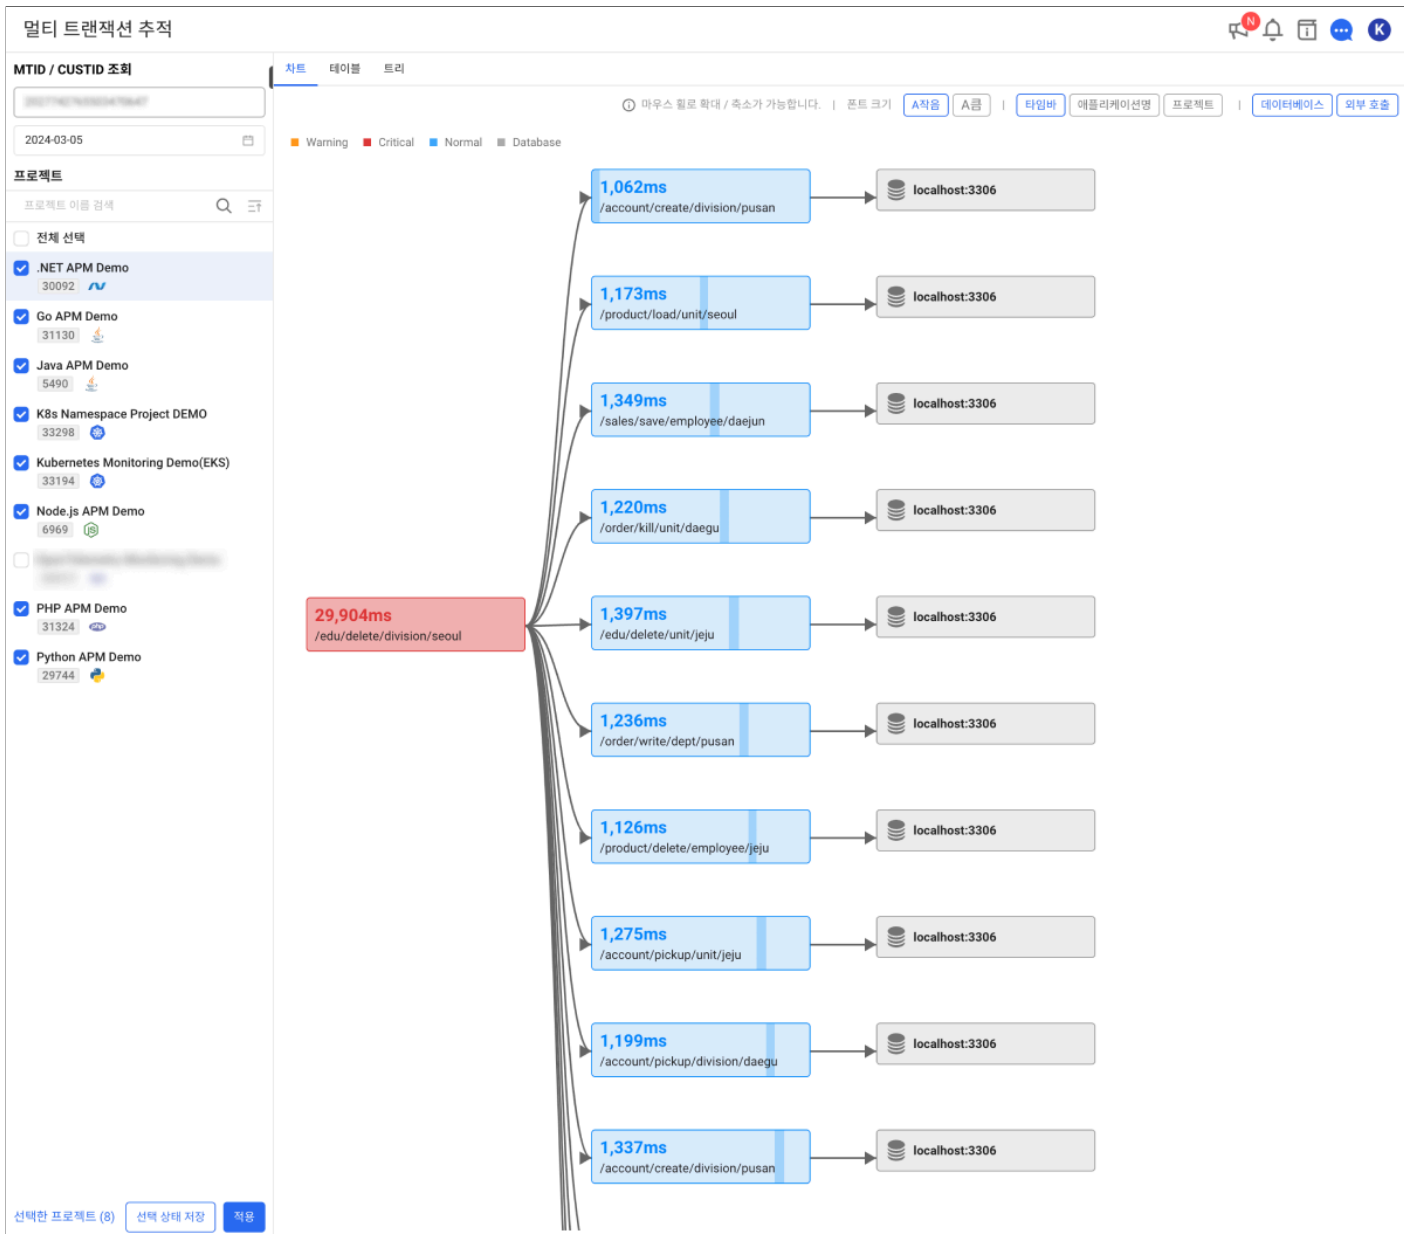 멀티 트랜잭션 추적
N
K
MTID / CUSTID 조회
2024-03-05
프로젝트
프로젝트 이름 검색
전체 선택
.NET APM Demo
30092
Go APM Demo
31130
Java APM Demo
5490
K8s Namespace Project DEMO
33298
Kubernetes Monitoring Demo(EKS)
33194
Node.js APM Demo
6969
PHP APM Demo
31324
Python APM Demo
29744
선택한 프로젝트 (8)
선택 상태 저장
적용
차트 테이블 트리
마우스 휠로 확대 / 축소가 가능합니다. | 폰트 크기 A작음 A큼 | 타임바 애플리케이션명 프로젝트 | 데이터베이스 외부 호출
Warning Critical Normal Database
29,904ms
/edu/delete/division/seoul
1,062ms
/account/create/division/pusan
localhost:3306
1,173ms
/product/load/unit/seoul
localhost:3306
1,349ms
/sales/save/employee/daejun
localhost:3306
1,220ms
/order/kill/unit/daegu
localhost:3306
1,397ms
/edu/delete/unit/jeju
localhost:3306
1,236ms
/order/write/dept/pusan
localhost:3306
1,126ms
/product/delete/employee/jeju
localhost:3306
1,275ms
/account/pickup/unit/jeju
localhost:3306
1,199ms
/account/pickup/division/daegu
localhost:3306
1,337ms
/account/create/division/pusan
localhost:3306